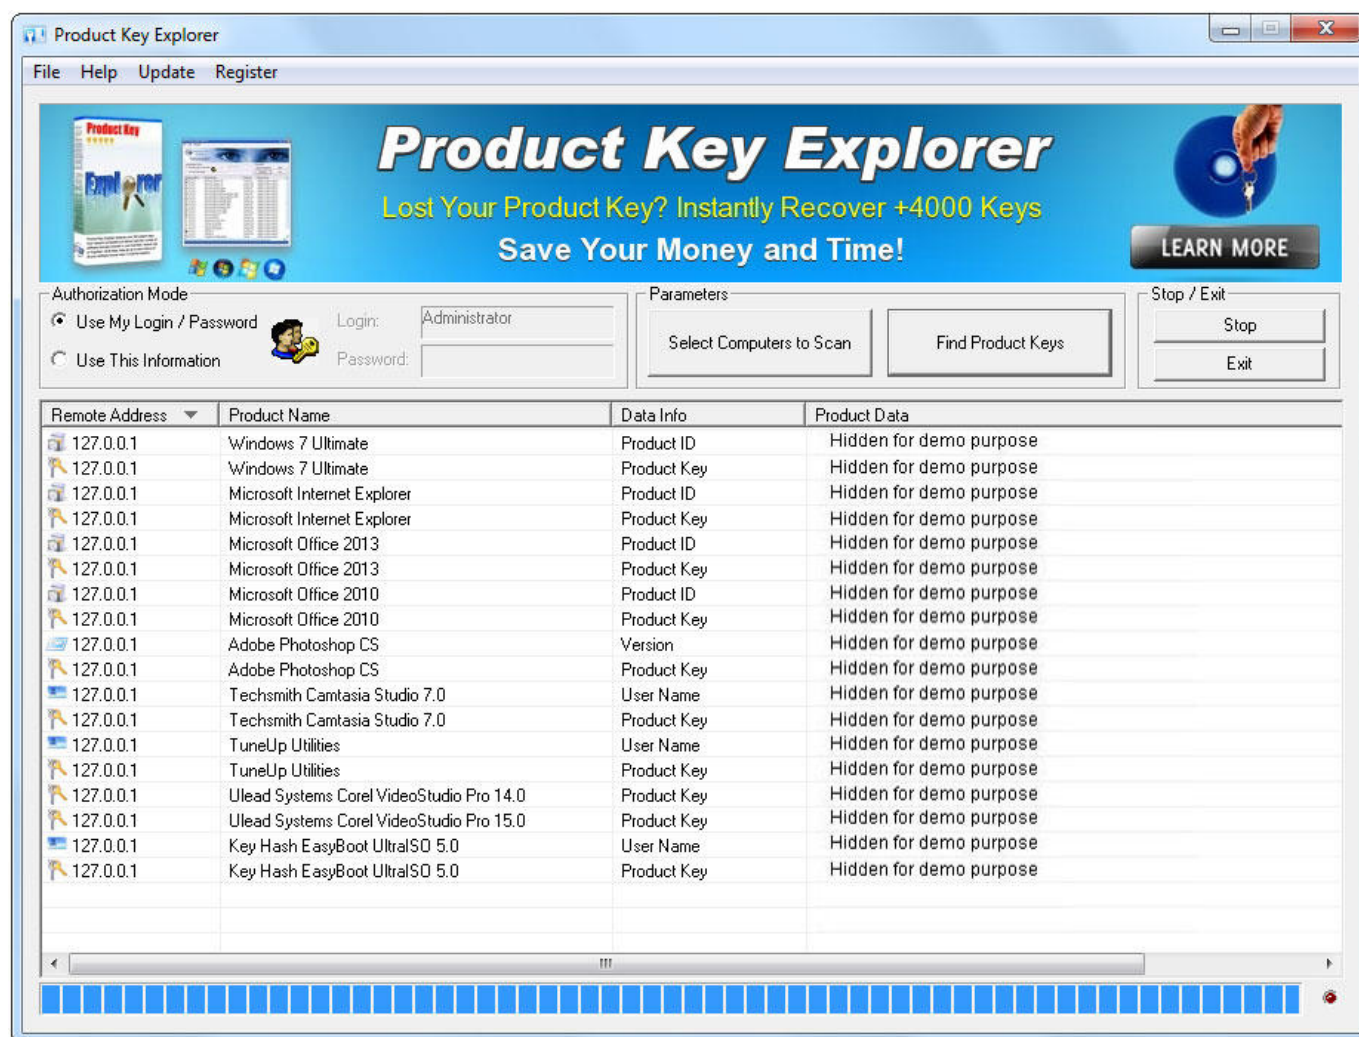 Product Key Explorer
File Help Update Register
Product Key
Explorer
Product Key Explorer
Lost Your Product Key? Instantly Recover +4000 Keys
Save Your Money and Time!
LEARN MORE
Authorization Mode
Use My Login / Password
Use This Information
Login: Administrator
Password:
Parameters
Select Computers to Scan
Find Product Keys
Stop / Exit
Stop
Exit
Remote Address Product Name Data Info Product Data
127.0.0.1 Windows 7 Ultimate Product ID Hidden for demo purpose
127.0.0.1 Windows 7 Ultimate Product Key Hidden for demo purpose
127.0.0.1 Microsoft Internet Explorer Product ID Hidden for demo purpose
127.0.0.1 Microsoft Internet Explorer Product Key Hidden for demo purpose
127.0.0.1 Microsoft Office 2013 Product ID Hidden for demo purpose
127.0.0.1 Microsoft Office 2013 Product Key Hidden for demo purpose
127.0.0.1 Microsoft Office 2010 Product ID Hidden for demo purpose
127.0.0.1 Microsoft Office 2010 Product Key Hidden for demo purpose
127.0.0.1 Adobe Photoshop CS Version Hidden for demo purpose
127.0.0.1 Adobe Photoshop CS Product Key Hidden for demo purpose
127.0.0.1 Techsmith Camtasia Studio 7.0 User Name Hidden for demo purpose
127.0.0.1 Techsmith Camtasia Studio 7.0 Product Key Hidden for demo purpose
127.0.0.1 TuneUp Utilities User Name Hidden for demo purpose
127.0.0.1 TuneUp Utilities Product Key Hidden for demo purpose
127.0.0.1 Ulead Systems Corel VideoStudio Pro 14.0 Product Key Hidden for demo purpose
127.0.0.1 Ulead Systems Corel VideoStudio Pro 15.0 Product Key Hidden for demo purpose
127.0.0.1 Key Hash EasyBoot UltraISO 5.0 User Name Hidden for demo purpose
127.0.0.1 Key Hash EasyBoot UltraISO 5.0 Product Key Hidden for demo purpose